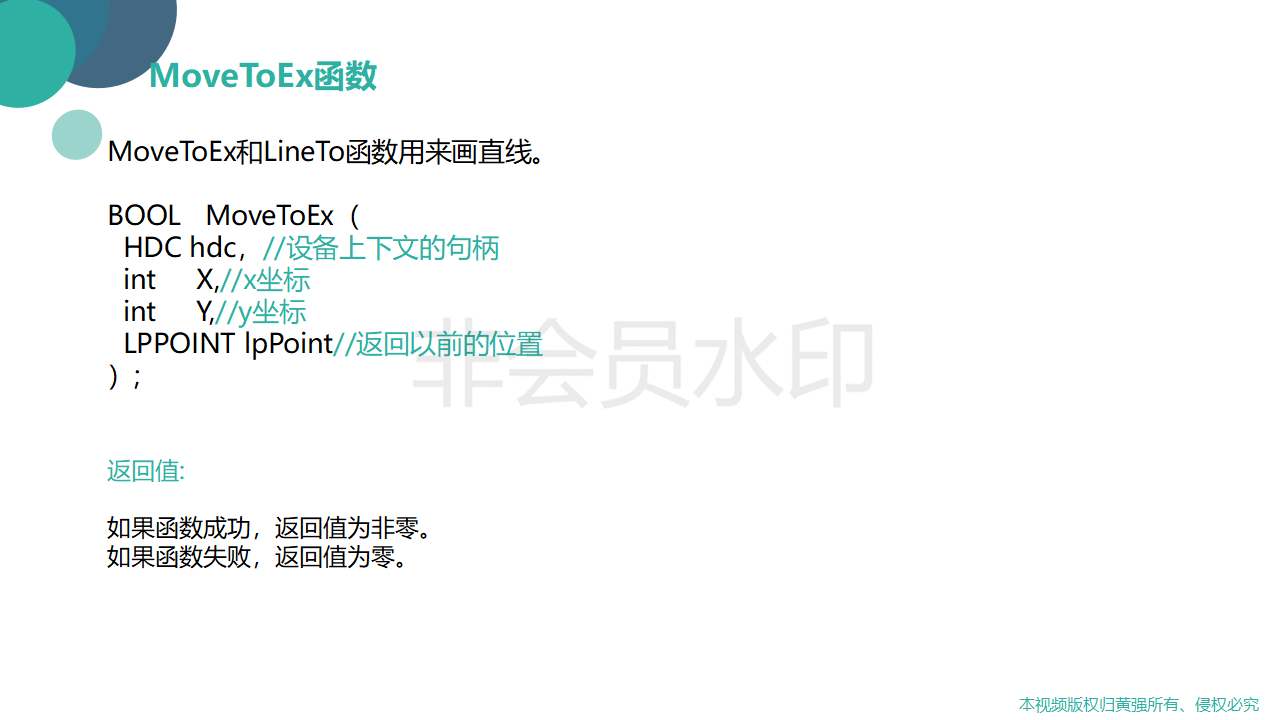 MoveToEx函数
MoveToEx和LineTo函数用来画直线。
BOOL MoveToEx（
HDC hdc，//设备上下文的句柄
int X,//x坐标
int Y,//y坐标
LPPOINT lpPoint//返回以前的位置
）;
非会员水印
返回值:
如果函数成功，返回值为非零。
如果函数失败，返回值为零。
本视频版权归黄强所有、侵权必究